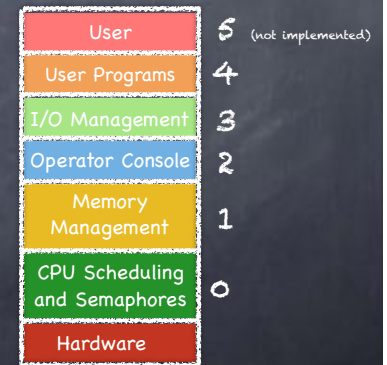 User 5 (not implemented)
User Programs 4
I/O Management 3
Operator Console 2
Memory
Management 1
CPU Scheduling
and Semaphores 0
Hardware